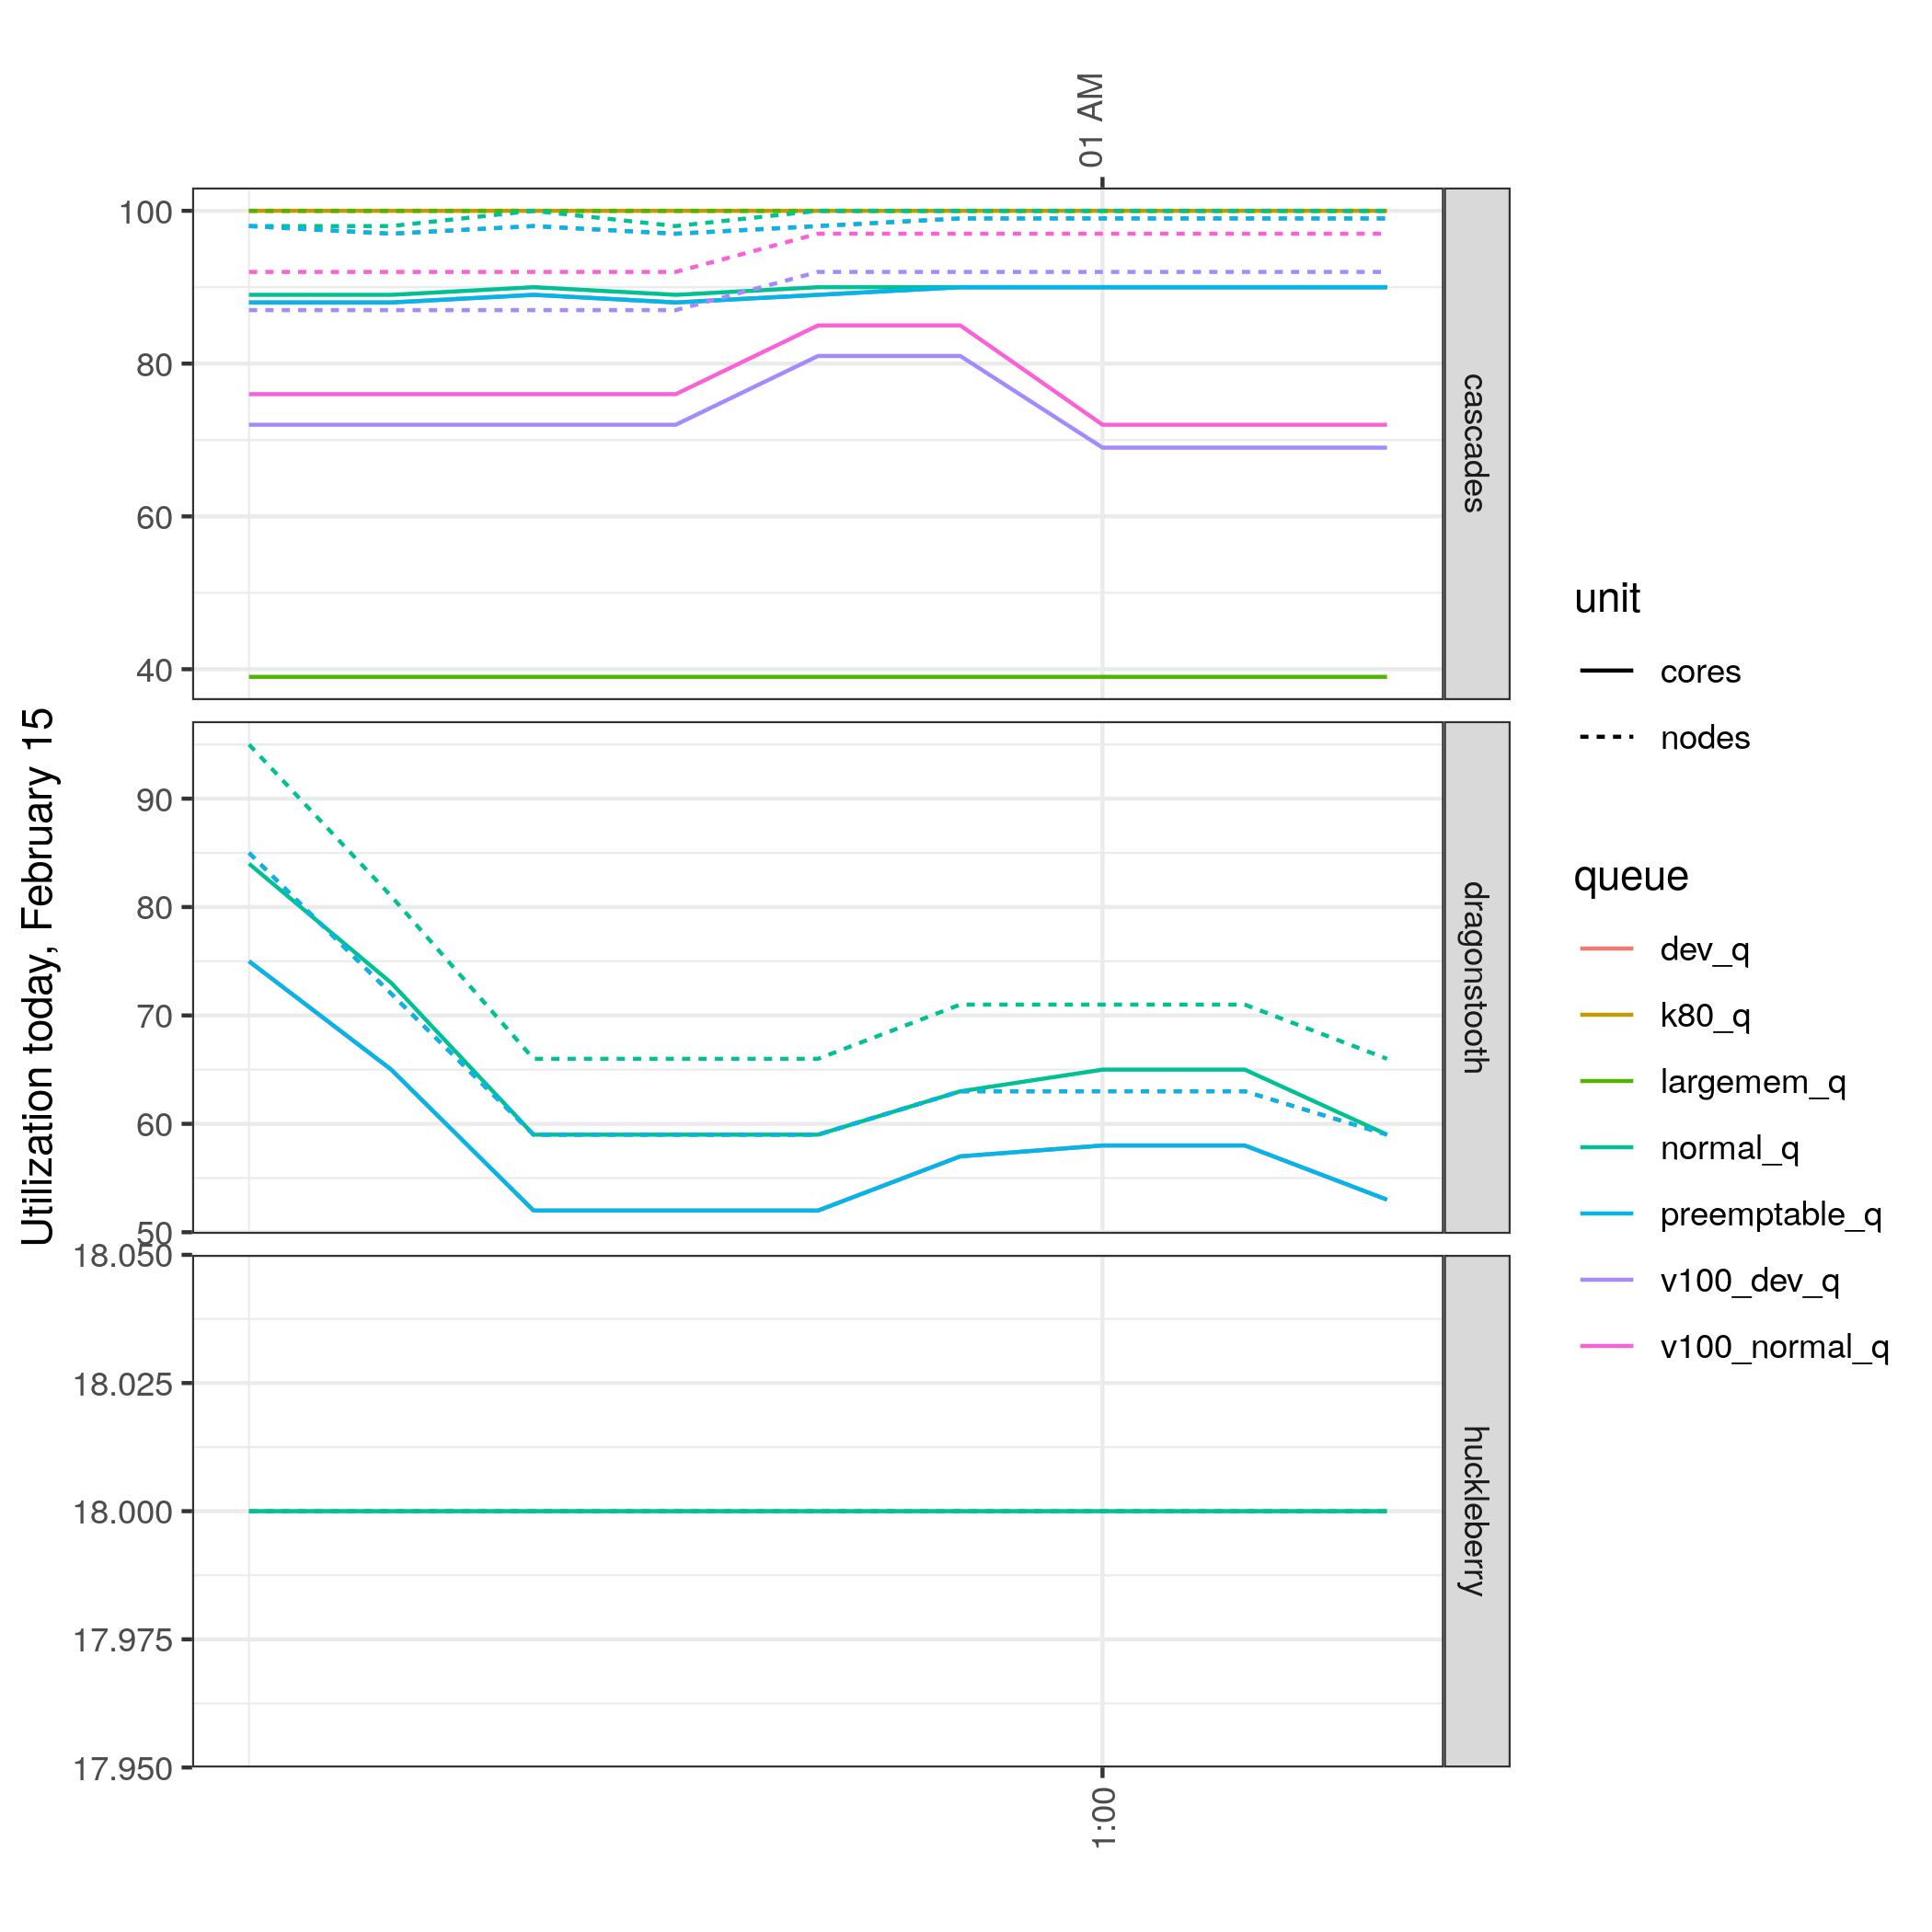 01 AM
100
80
60
40
cascades
Utilization today, February 15
90
80
70
60
50
dragonstooth
18.050
18.025
18.000
17.975
17.950
huckleberry
1:00
unit
cores
nodes
queue
dev_q
k80_q
largemem_q
normal_q
preemptable_q
v100_dev_q
v100_normal_q